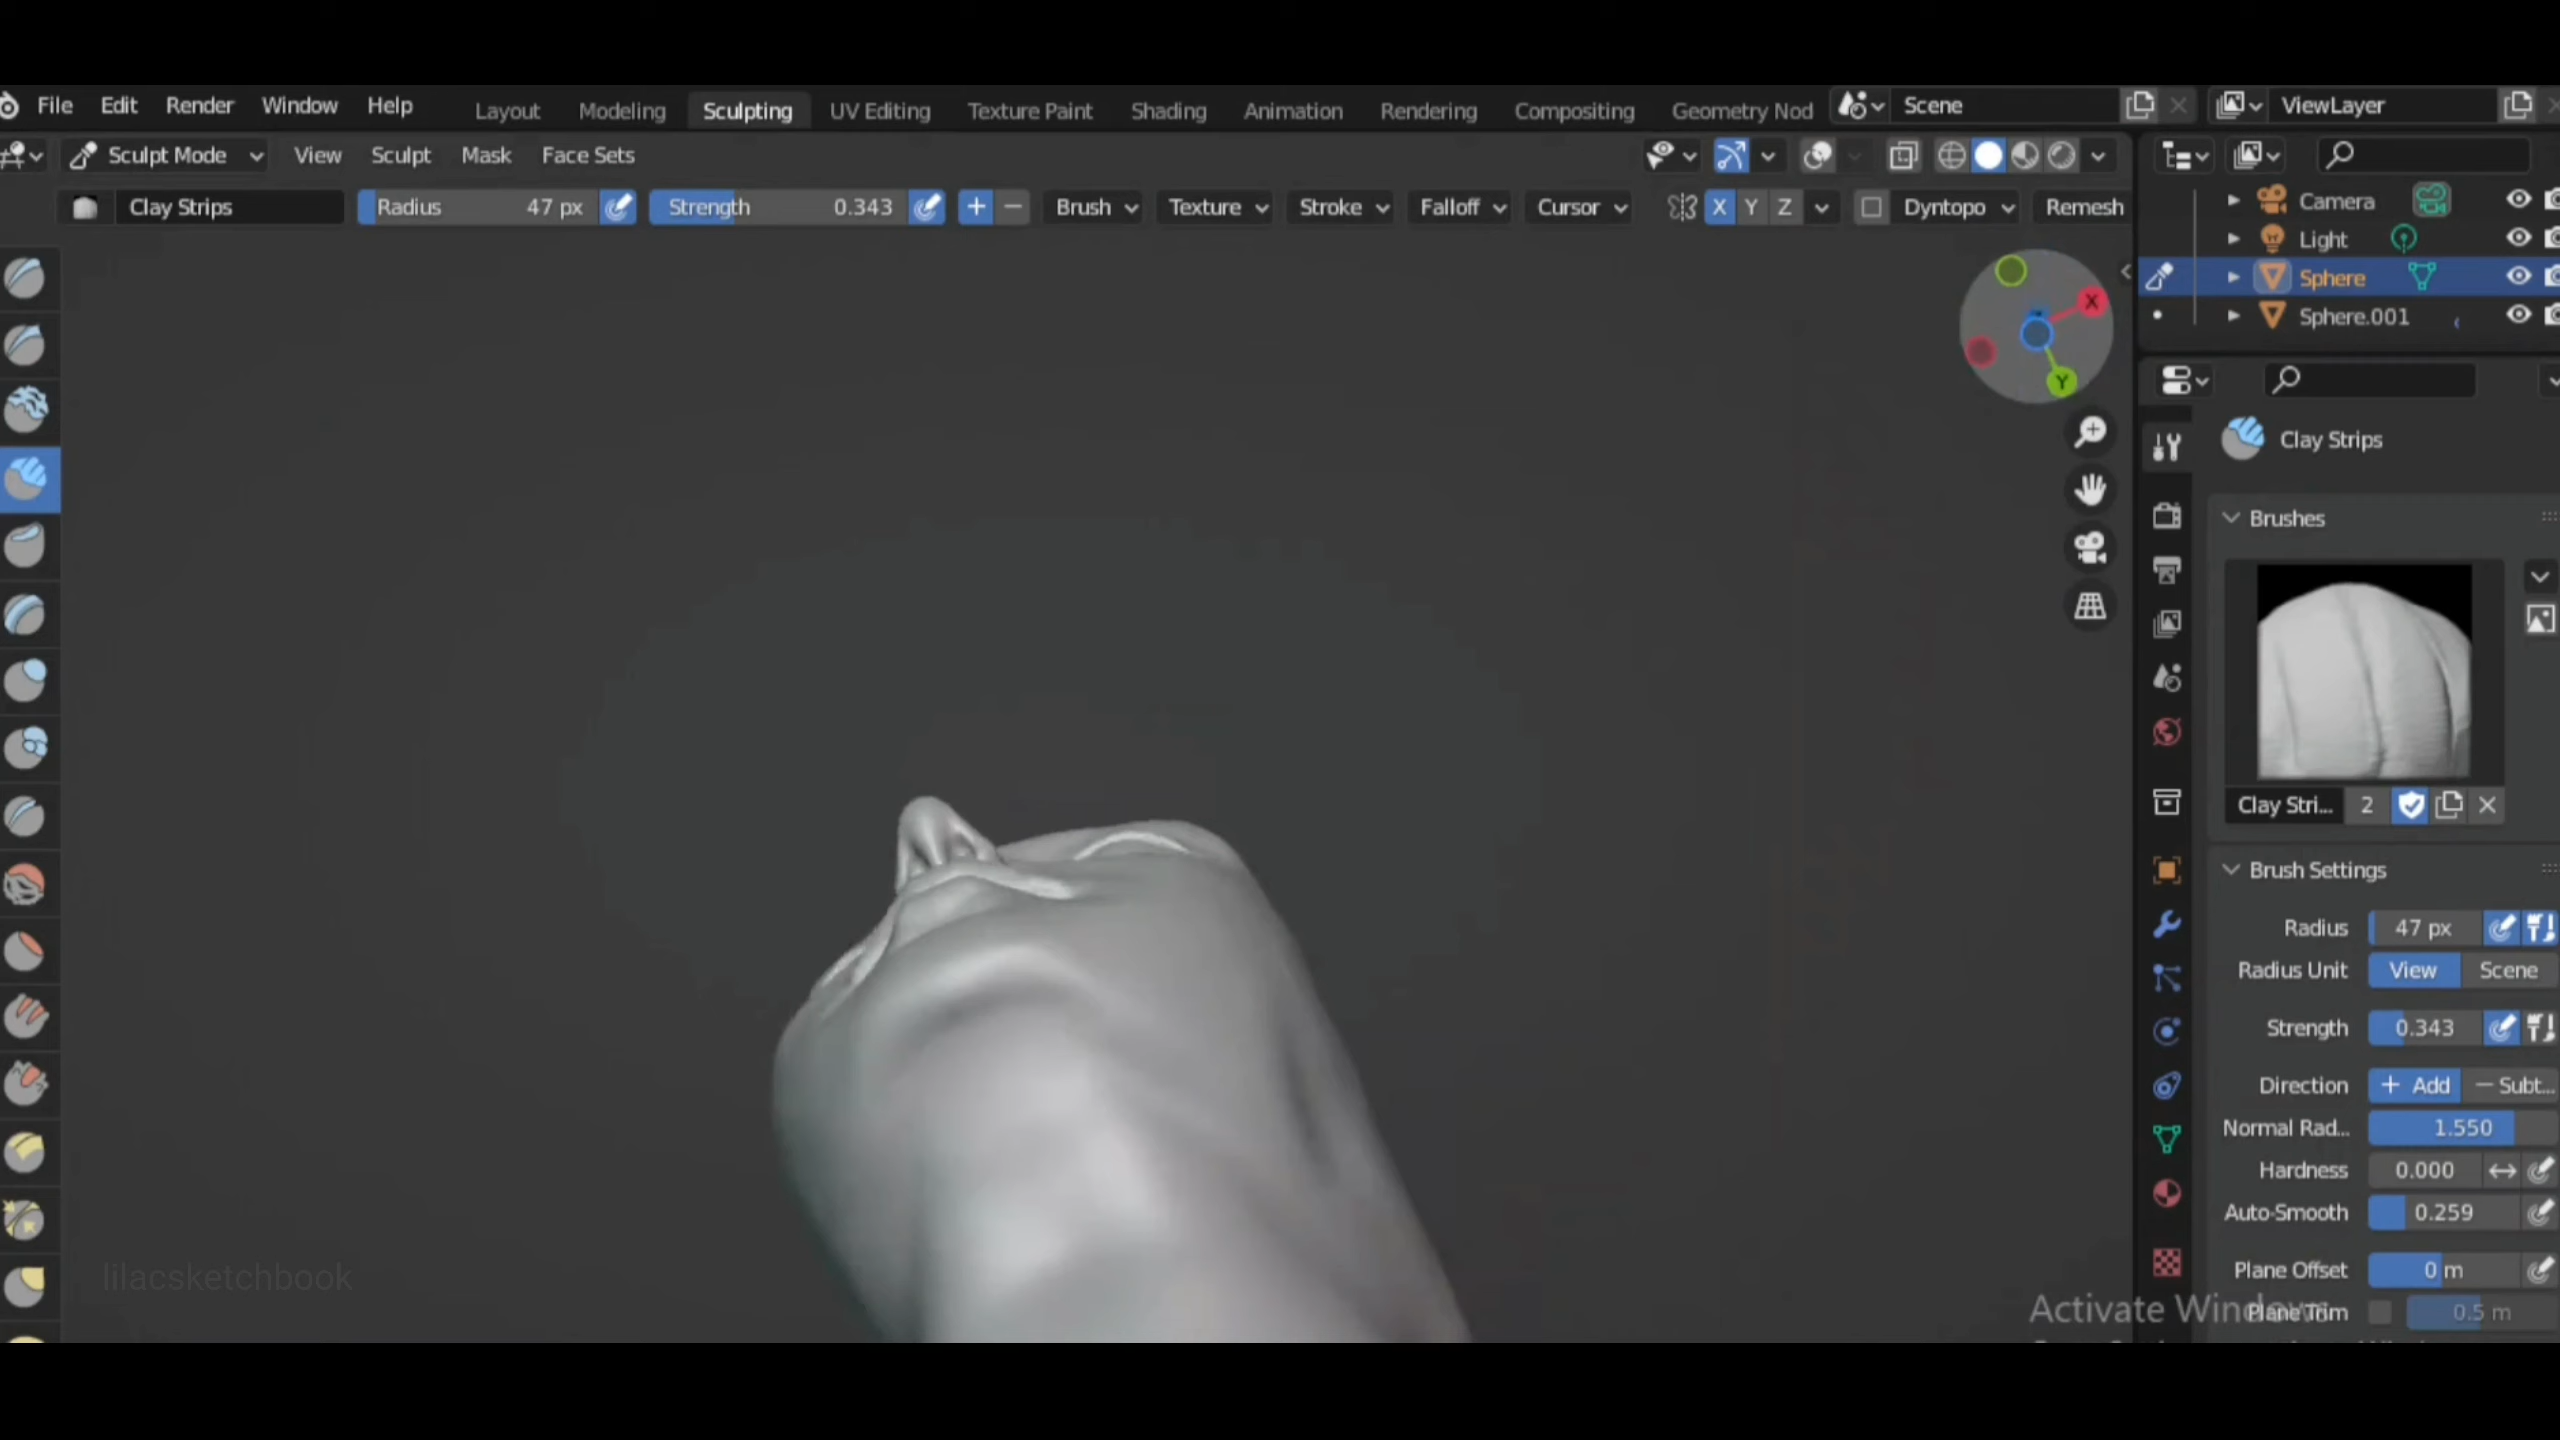 File Edit Render Window Help Layout Modeling Sculpting UV Editing Texture Paint Shading Animation Rendering Compositing Geometry Nod Scene ViewLayer
Sculpt Mode View Sculpt Mask Face Sets
Clay Strips Radius 47 px Strength 0.343 Brush Texture Stroke Falloff Cursor X Y Z Dyntopo Remesh
Camera
Light
Sphere
Sphere.001
X
Y
Clay Strips
Brushes
Clay Stri... 2
Brush Settings
Radius 47 px
Radius Unit View Scene
Strength 0.343
Direction + Add − Subt...
Normal Rad... 1.550
Hardness 0.000
Auto-Smooth 0.259
Plane Offset 0 m
Plane Trim 0.5 m
Activate Windows
lilacsketchbook